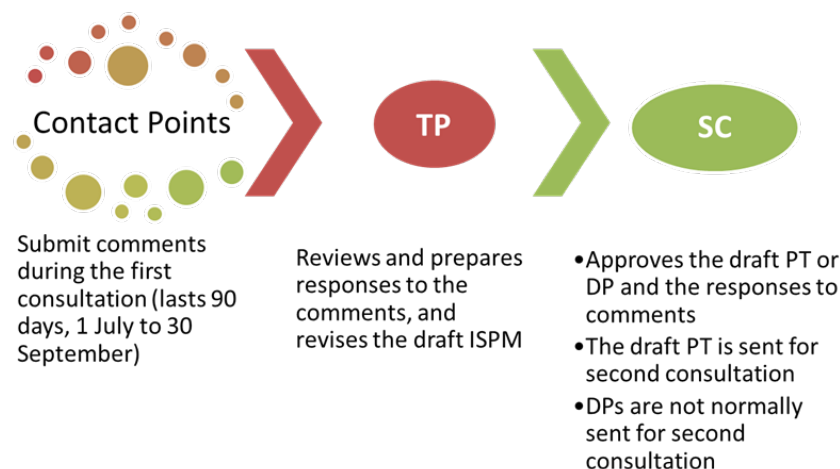 Contact Points
Submit comments
during the first
consultation (lasts 90
days, 1 July to 30
September)
TP
Reviews and prepares
responses to the
comments, and
revises the draft ISPM
SC
•Approves the draft PT or
DP and the responses to
comments
•The draft PT is sent for
second consultation
•DPs are not normally
sent for second
consultation